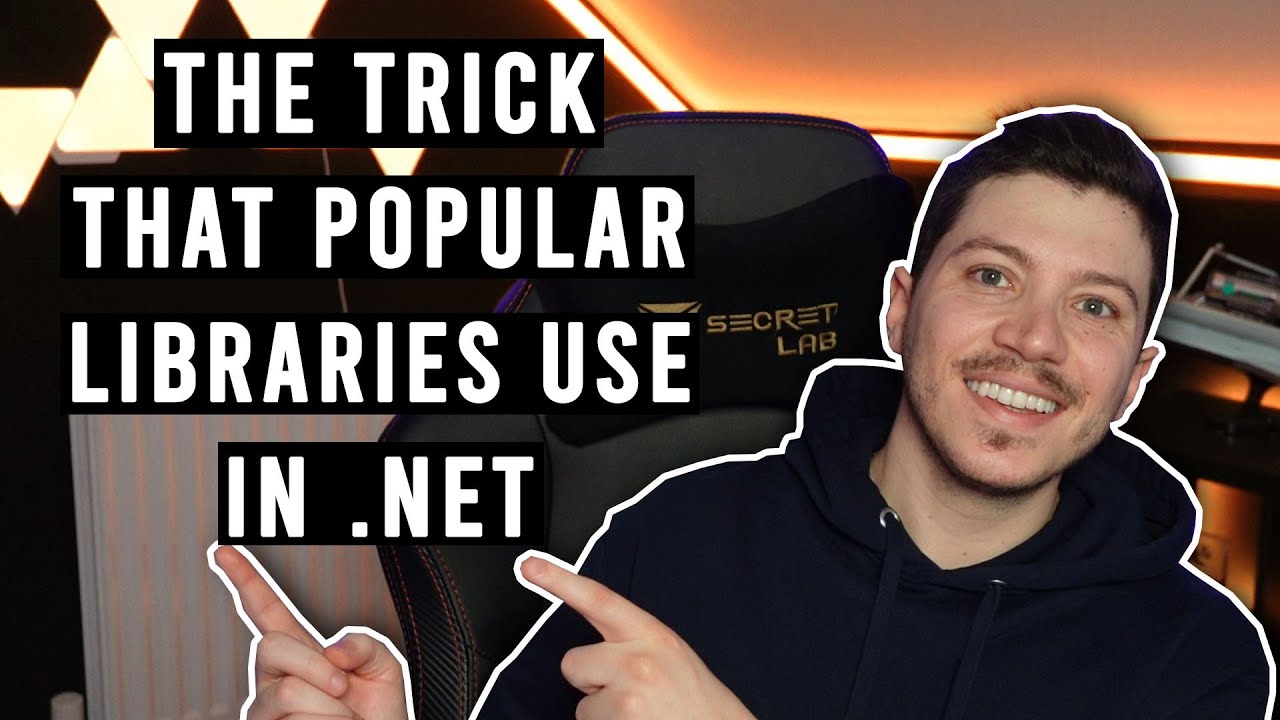 THE TRICK
THAT POPULAR
LIBRARIES USE
IN .NET
SECRET
LAB